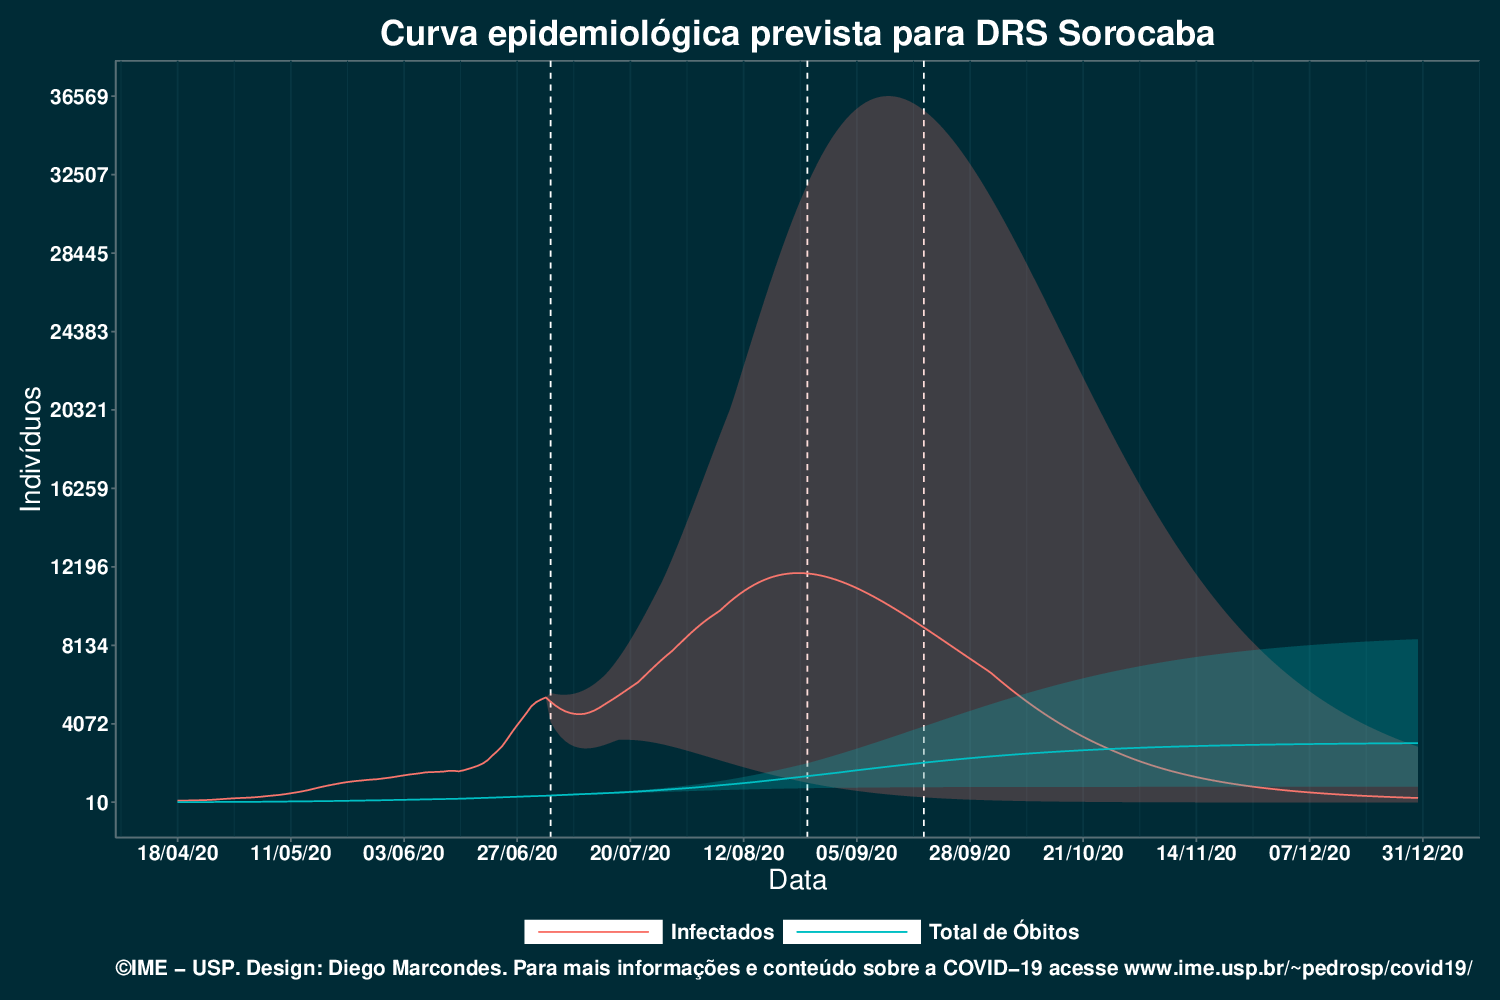 Curva epidemiológica prevista para DRS Sorocaba
Indivíduos
36569
32507
28445
24383
20321
16259
12196
8134
4072
10
18/04/20 11/05/20 03/06/20 27/06/20 20/07/20 12/08/20 05/09/20 28/09/20 21/10/20 14/11/20 07/12/20 31/12/20
Data
Infectados Total de Óbitos
©IME − USP. Design: Diego Marcondes. Para mais informações e conteúdo sobre a COVID−19 acesse www.ime.usp.br/~pedrosp/covid19/